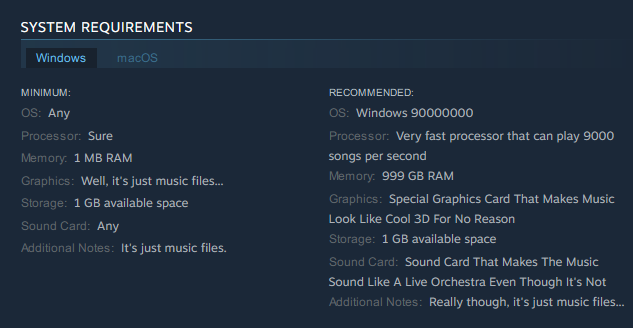 SYSTEM REQUIREMENTS
Windows macOS
MINIMUM:
OS: Any
Processor: Sure
Memory: 1 MB RAM
Graphics: Well, it's just music files...
Storage: 1 GB available space
Sound Card: Any
Additional Notes: It's just music files.
RECOMMENDED:
OS: Windows 90000000
Processor: Very fast processor that can play 9000
songs per second
Memory: 999 GB RAM
Graphics: Special Graphics Card That Makes Music
Look Like Cool 3D For No Reason
Storage: 1 GB available space
Sound Card: Sound Card That Makes The Music
Sound Like A Live Orchestra Even Though It's Not
Additional Notes: Really though, it's just music files...